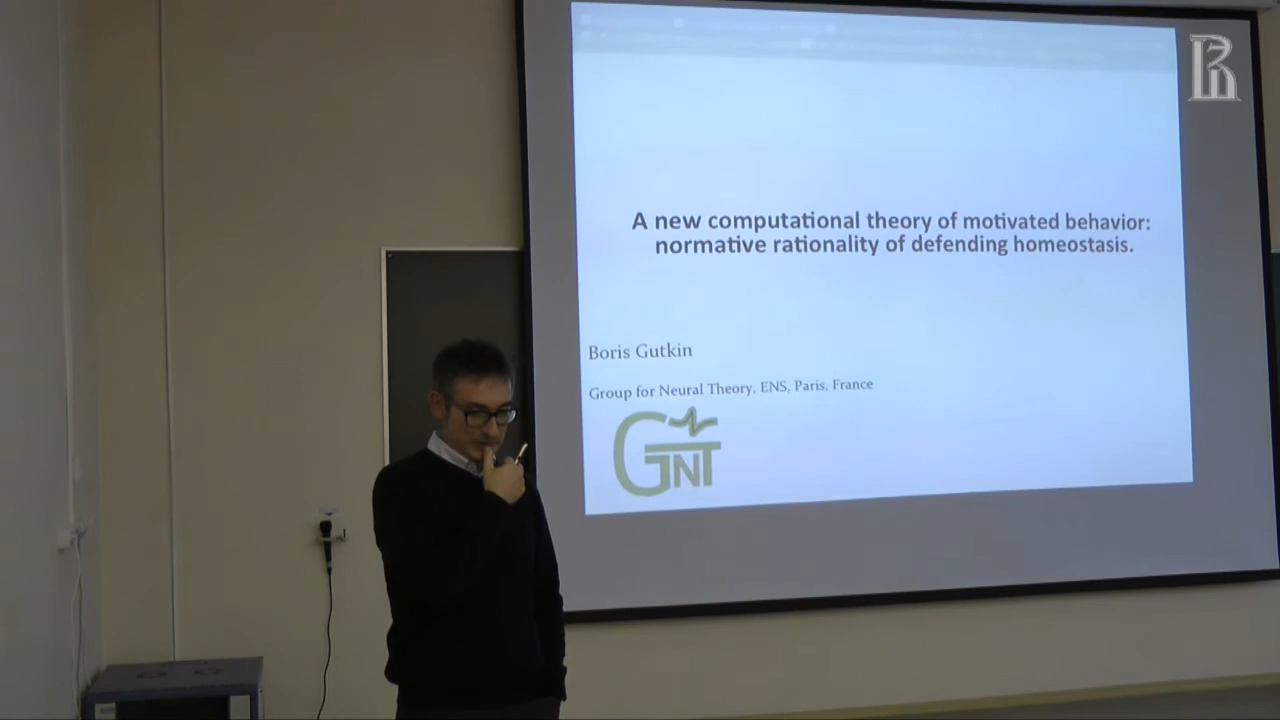 A new computational theory of motivated behavior:
normative rationality of defending homeostasis.
Boris Gutkin
Group for Neural Theory, ENS, Paris, France
GNT